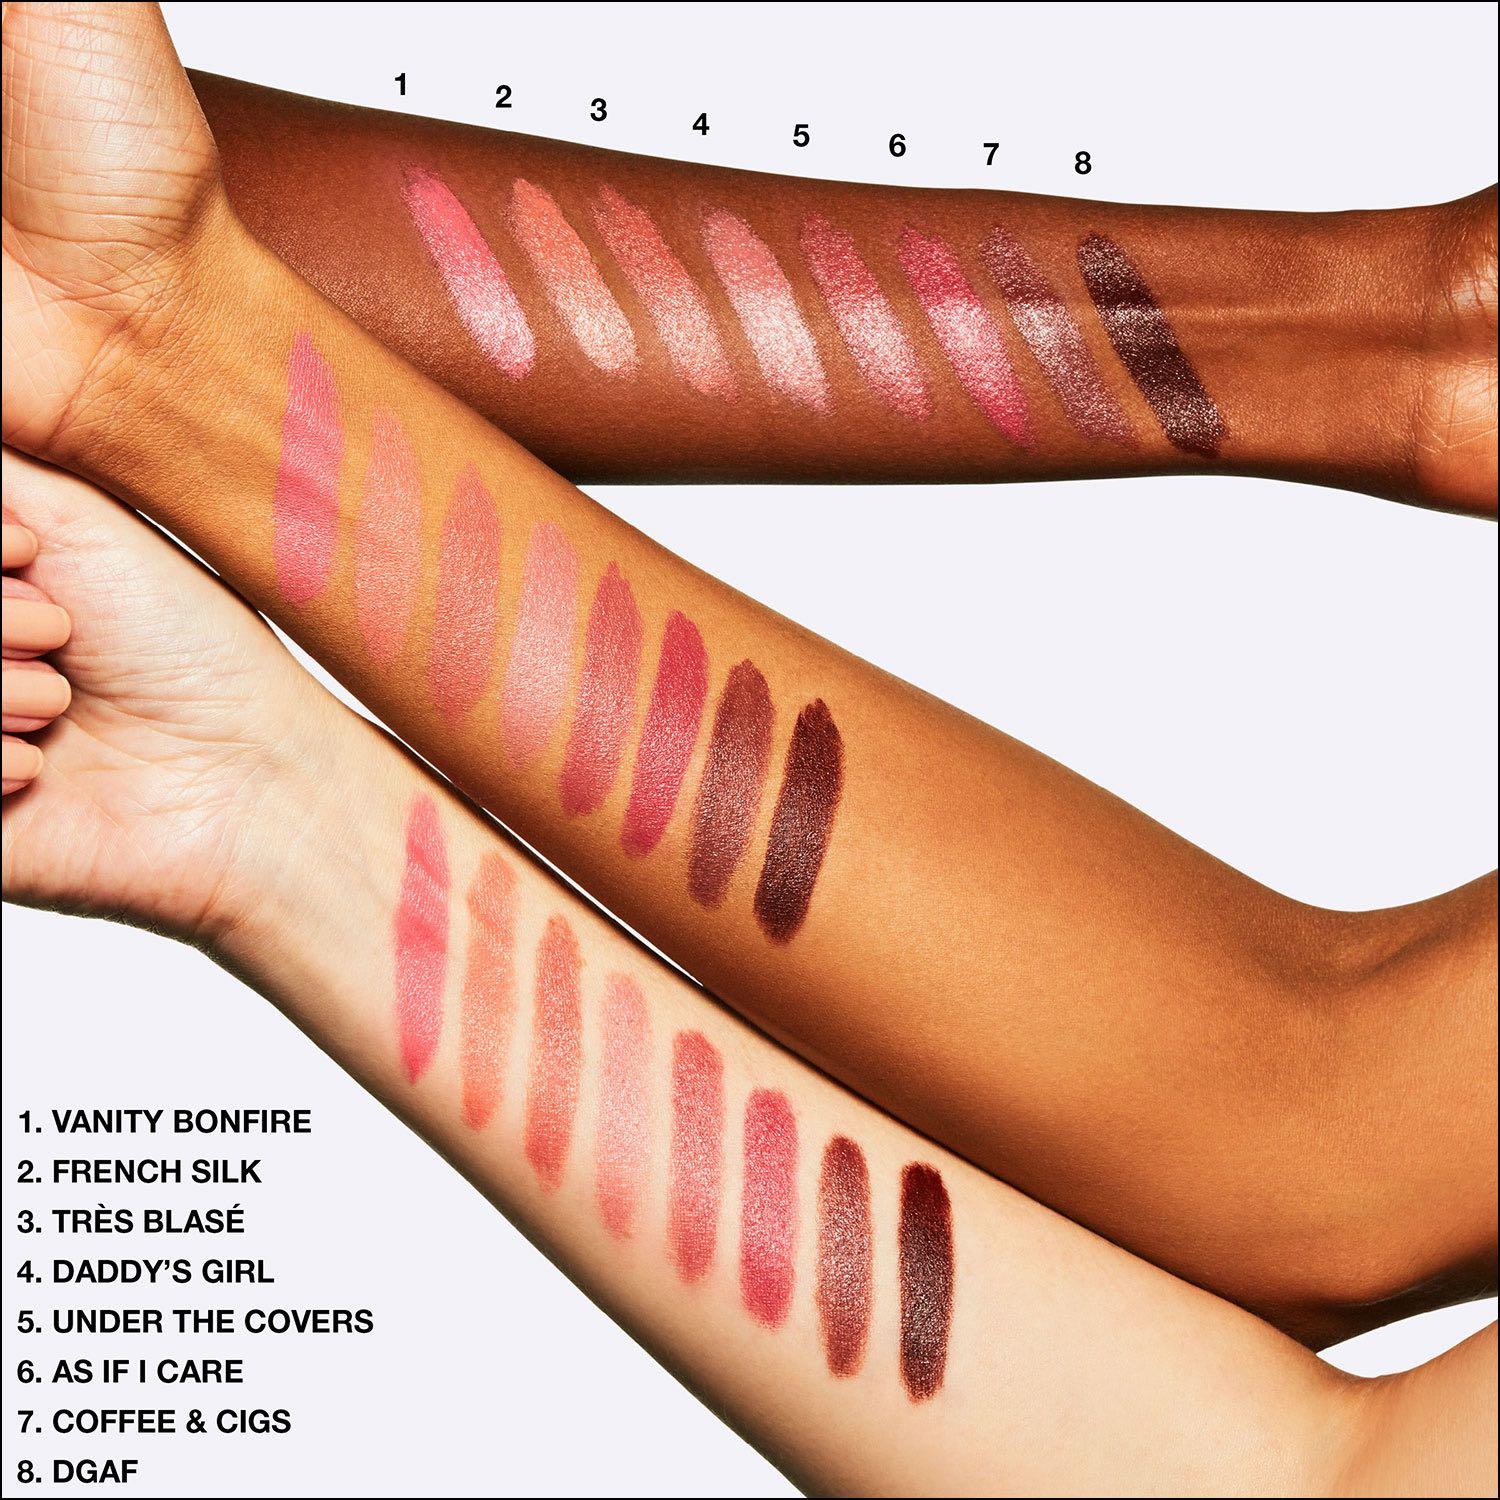 1
2
3
4
5
6
7
8
1. VANITY BONFIRE
2. FRENCH SILK
3. TRÈS BLASÉ
4. DADDY’S GIRL
5. UNDER THE COVERS
6. AS IF I CARE
7. COFFEE & CIGS
8. DGAF